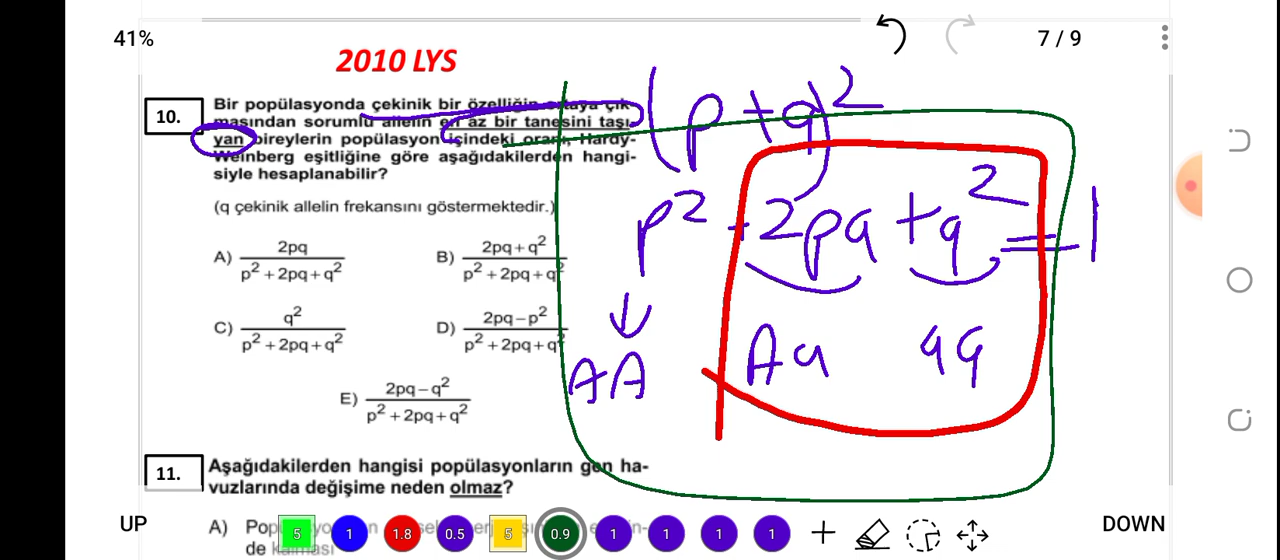 41%
7 / 9
2010 LYS
10.
Bir popülasyonda çekinik bir özelliğin ortaya çık-
masından sorumlu allelin en az bir tanesini taşı
yan bireylerin popülasyon içindeki oranı, Hardy-
Weinberg eşitliğine göre aşağıdakilerden hangi-
siyle hesaplanabilir?
(q çekinik allelin frekansını göstermektedir.)
A) 2pq / p² + 2pq + q²
B) 2pq + q² / p² + 2pq + q²
C) q² / p² + 2pq + q²
D) 2pq – p² / p² + 2pq + q²
E) 2pq – q² / p² + 2pq + q²
(p + q)²
p² + 2pq + q² = 1
AA Aa aa
11.
Aşağıdakilerden hangisi popülasyonların gen ha-
vuzlarında değişime neden olmaz?
A)
UP
5 1 1.8 0.5 5 0.9 1 1 1 1
DOWN